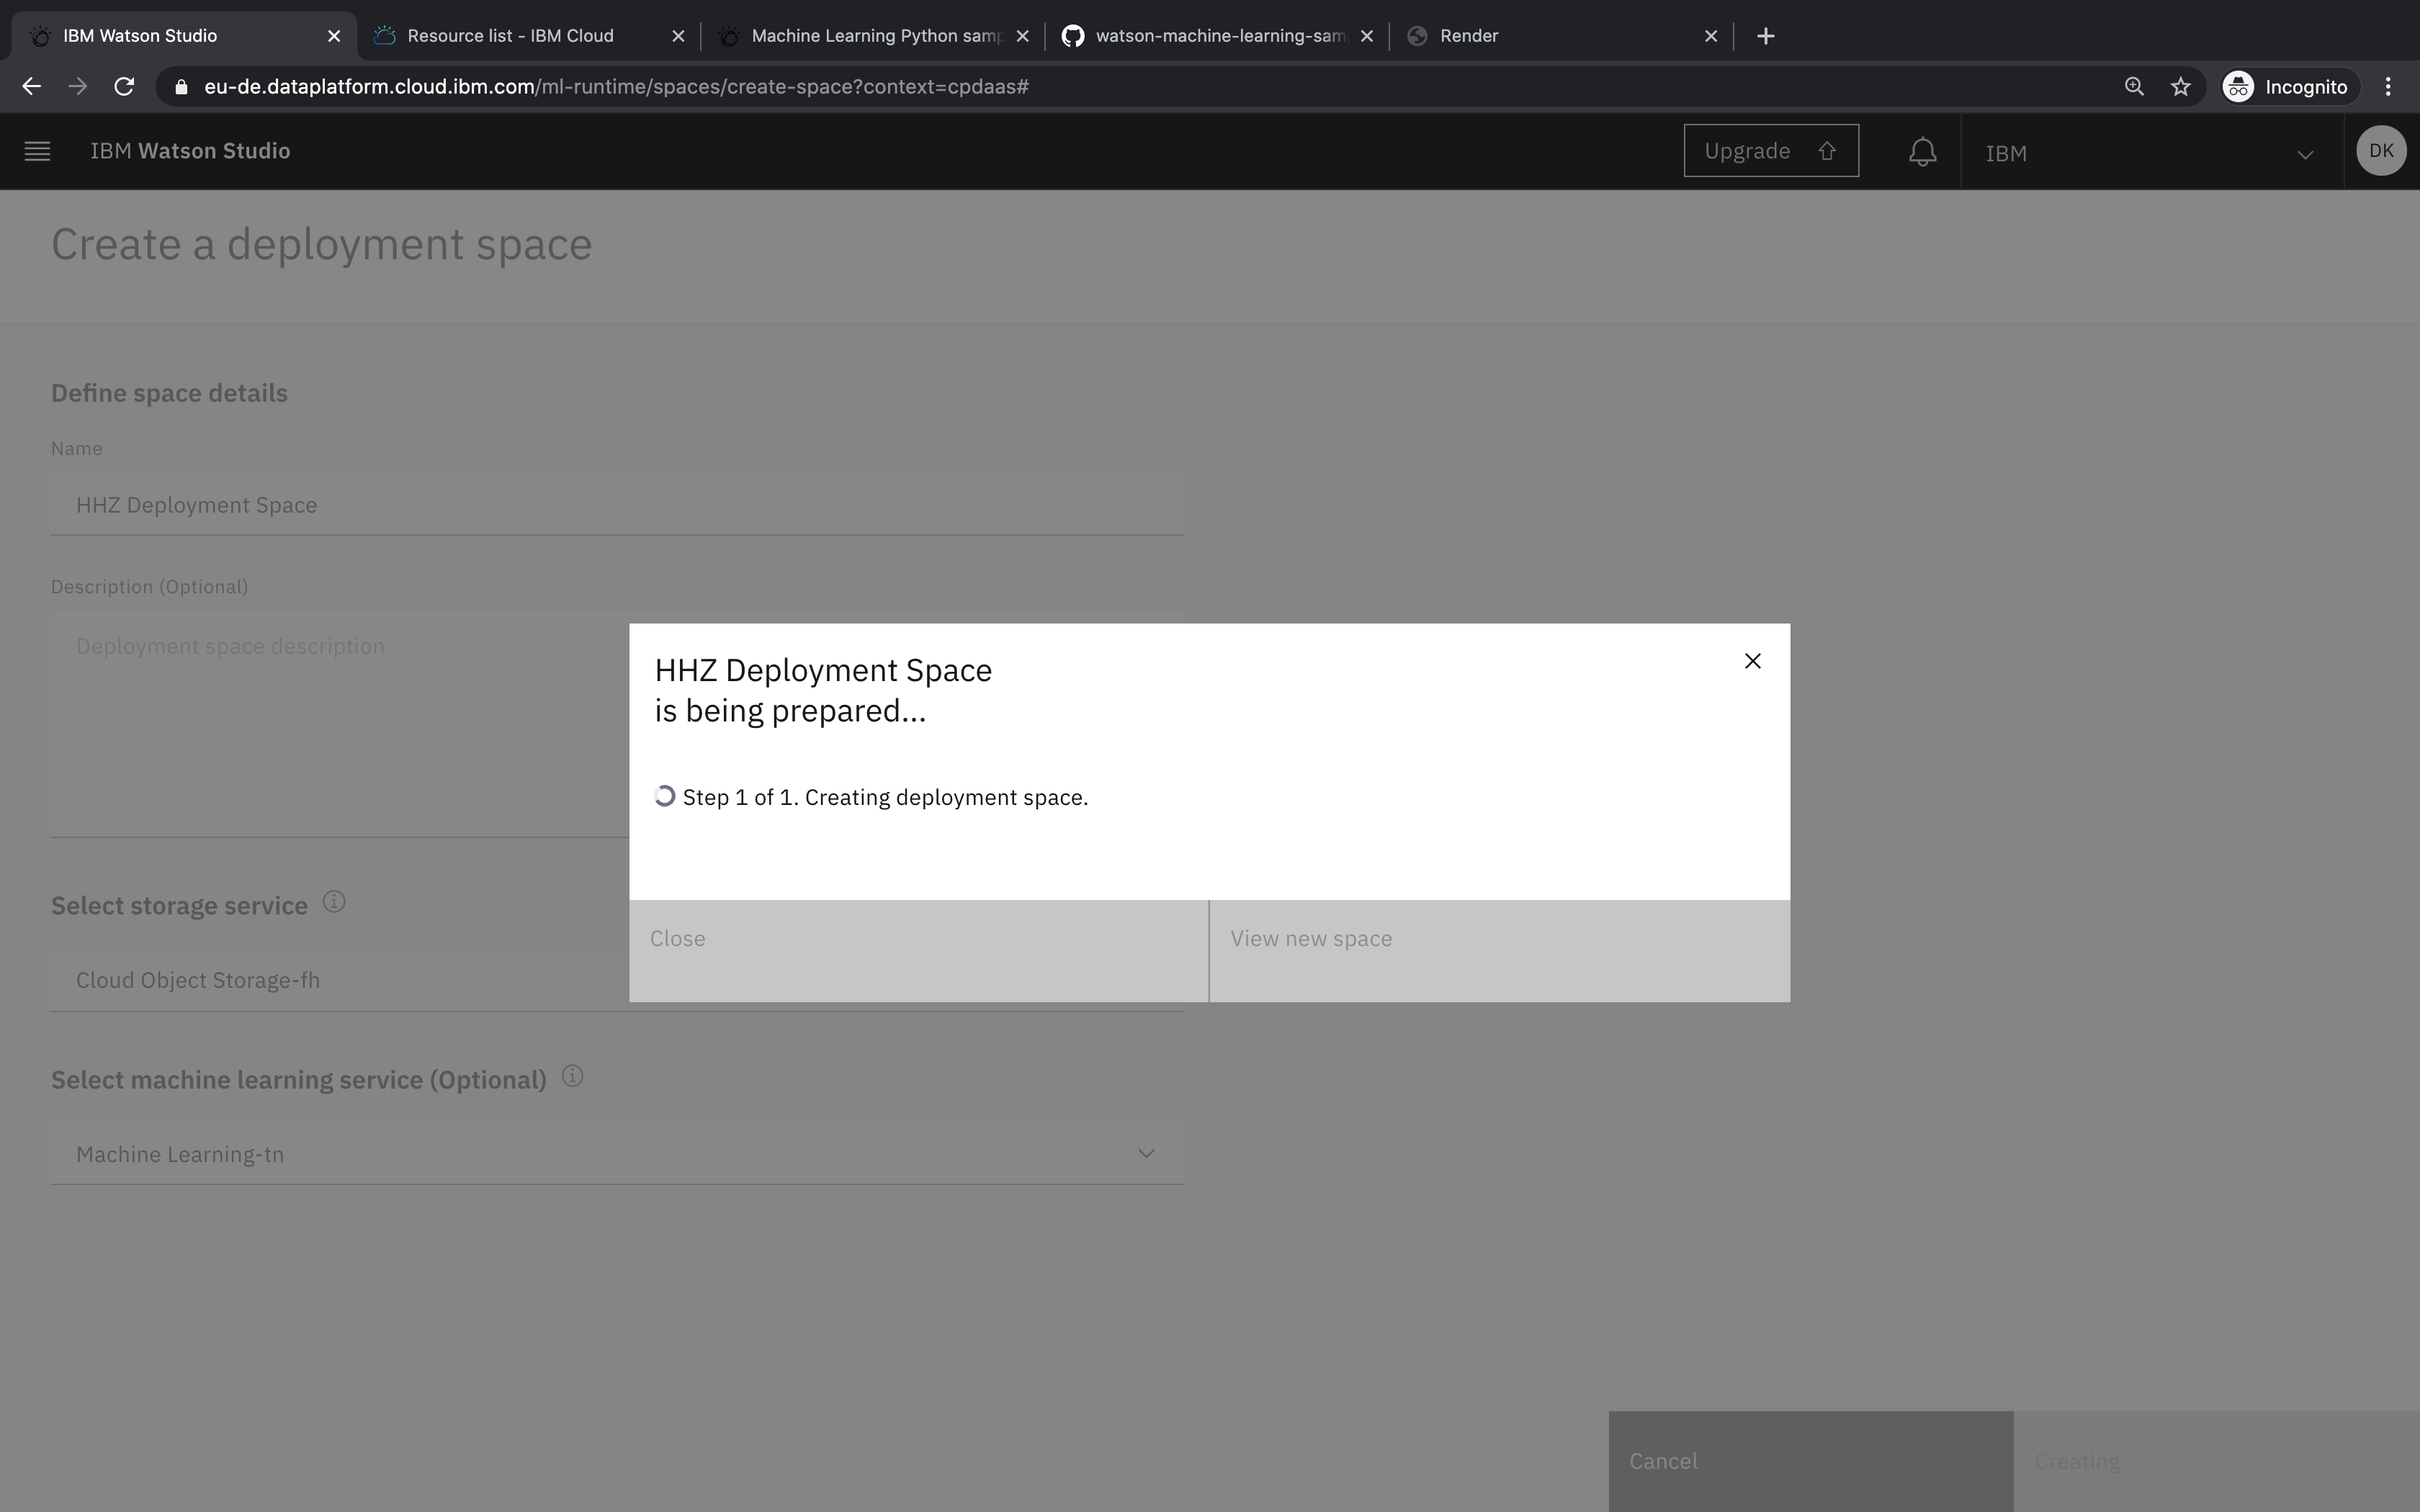 IBM Watson Studio
Resource list - IBM Cloud
Machine Learning Python samp
watson-machine-learning-sam
Render
eu-de.dataplatform.cloud.ibm.com/ml-runtime/spaces/create-space?context=cpdaas#
Incognito
IBM Watson Studio
Upgrade
IBM
DK
Create a deployment space
Define space details
Name
HHZ Deployment Space
Description (Optional)
Deployment space description
HHZ Deployment Space
is being prepared...
Step 1 of 1. Creating deployment space.
Close
View new space
Select storage service
Cloud Object Storage-fh
Select machine learning service (Optional)
Machine Learning-tn
Cancel
Creating